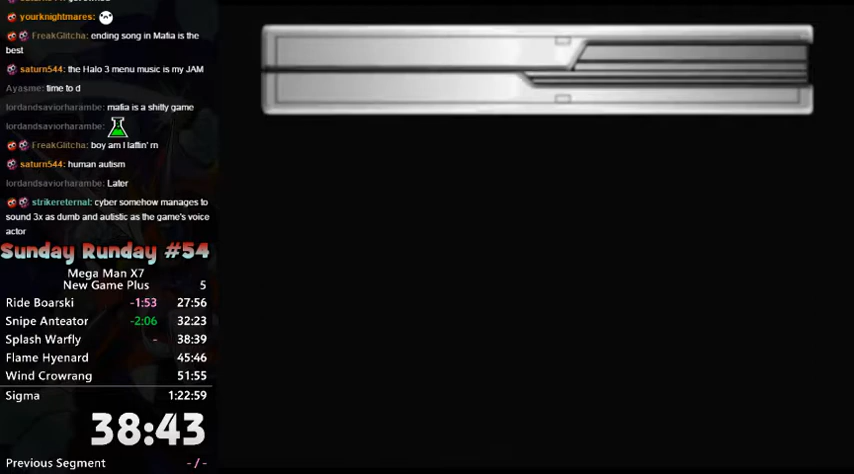 yourknightmares:
FreakGlitcha: ending song in Mafia is the
best
saturn544: the Halo 3 menu music is my JAM
Ayasme: time to d
lordandsaviorharambe: mafia is a shitty game
lordandsaviorharambe:
FreakGlitcha: boy am I laffin' rn
saturn544: human autism
lordandsaviorharambe: Later
strikereternal: cyber somehow manages to
sound 3x as dumb and autistic as the game's voice
actor
Sunday Runday #54
Mega Man X7
New Game Plus 5
Ride Boarski -1:53 27:56
Snipe Anteator -2:06 32:23
Splash Warfly - 38:39
Flame Hyenard 45:46
Wind Crowrang 51:55
Sigma 1:22:59
38:43
Previous Segment - / -